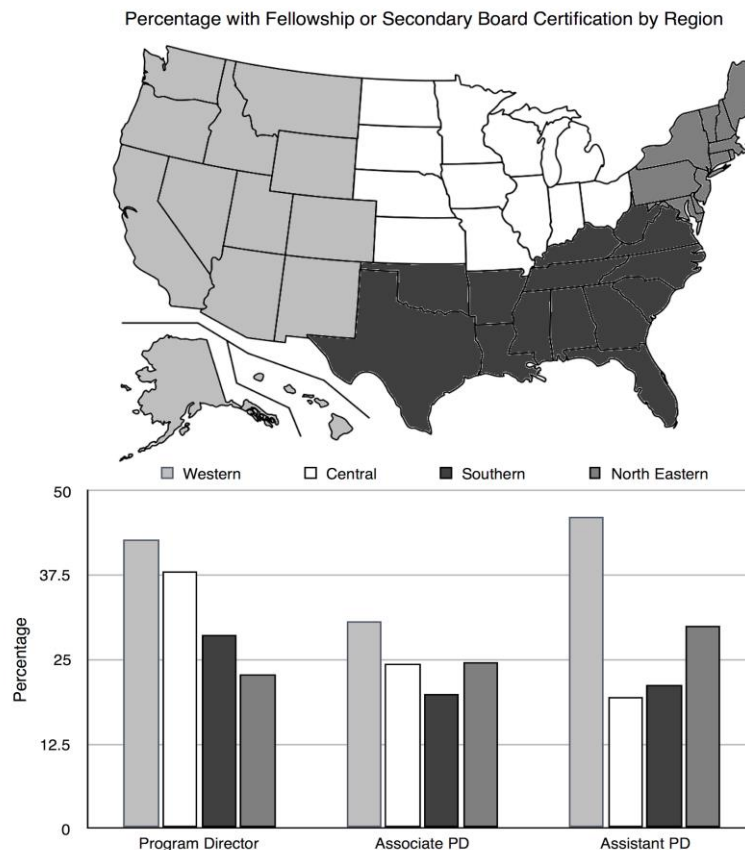 Percentage with Fellowship or Secondary Board Certification by Region
Western Central Southern North Eastern
50
37.5
25
12.5
0
Percentage
Program Director Associate PD Assistant PD